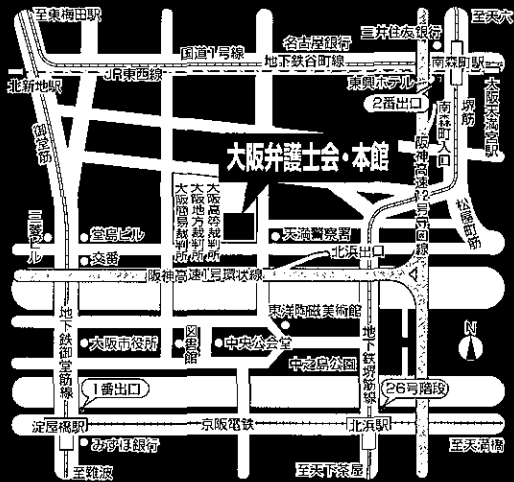 至東梅田駅
至天六
国道1号線
名古屋銀行
三井住友銀行
地下鉄谷町線
南森町駅
JR東西線
北新地駅
東興ホテル
2番出口
南森町入口
堺筋
大阪天満宮駅
御堂筋
大阪弁護士会・本館
阪神高速12号守口線
松屋町筋
大阪高等裁判所
大阪地方裁判所
大阪簡易裁判所
三菱ビル
堂島ビル
天満警察署
交番
北浜出口
阪神高速1号環状線
東洋陶磁美術館
地下鉄御堂筋線
大阪市役所
図書館
中央公会堂
中之島公園
地下鉄堺筋線
N
1番出口
26号階段
淀屋橋駅
京阪電鉄
北浜駅
みずほ銀行
至天満橋
至難波
至天下茶屋